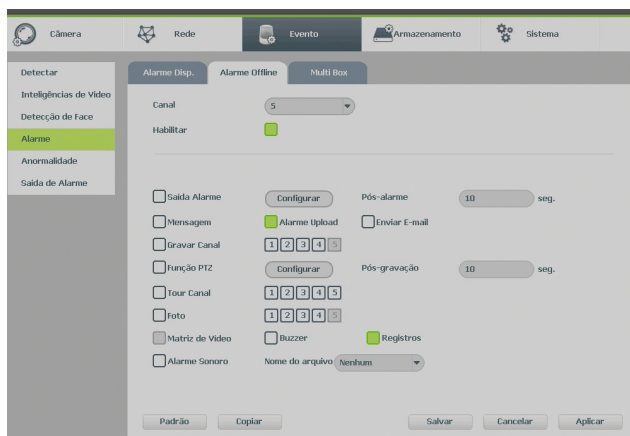 Câmera Rede Evento Armazenamento Sistema
Detectar
Inteligências de Vídeo
Detecção de Face
Alarme
Anormalidade
Saída de Alarme
Alarme Disp. Alarme Offline Multi Box
Canal 5
Habilitar
Saída Alarme Configurar Pós-alarme 10 seg.
Mensagem Alarme Upload Enviar E-mail
Gravar Canal 1 2 3 4 5
Função PTZ Configurar Pós-gravação 10 seg.
Tour Canal 1 2 3 4 5
Foto 1 2 3 4 5
Matriz de Vídeo Buzzer Registros
Alarme Sonoro Nome do arquivo Nenhum
Padrão Copiar Salvar Cancelar Aplicar